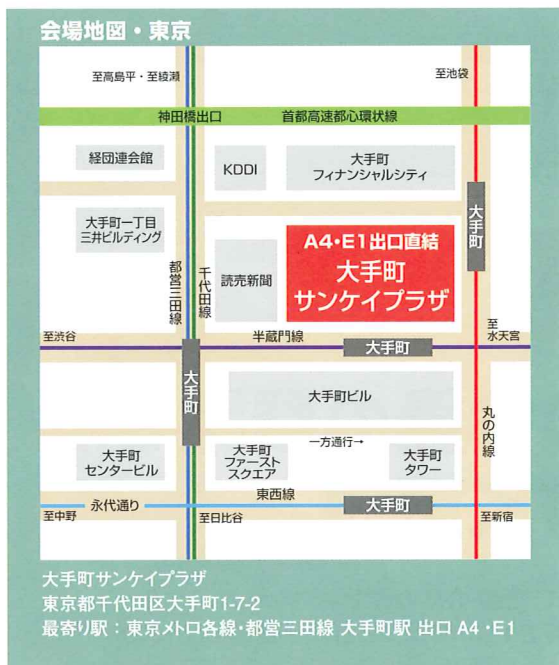 会場地図・東京
至高島平・至綾瀬
至池袋
神田橋出口
首都高速都心環状線
経団連会館
KDDI
大手町
フィナンシャルシティ
大手町
大手町一丁目
三井ビルディング
都営三田線
千代田線
読売新聞
A4・E1出口直結
大手町
サンケイプラザ
至渋谷
半蔵門線
大手町
至
水天宮
大手町
大手町ビル
丸の内線
一方通行→
大手町
センタービル
大手町
ファースト
スクエア
大手町
タワー
東西線
永代通り
大手町
至中野
至日比谷
至新宿
大手町サンケイプラザ
東京都千代田区大手町1-7-2
最寄り駅：東京メトロ各線・都営三田線 大手町駅 出口 A4・E1